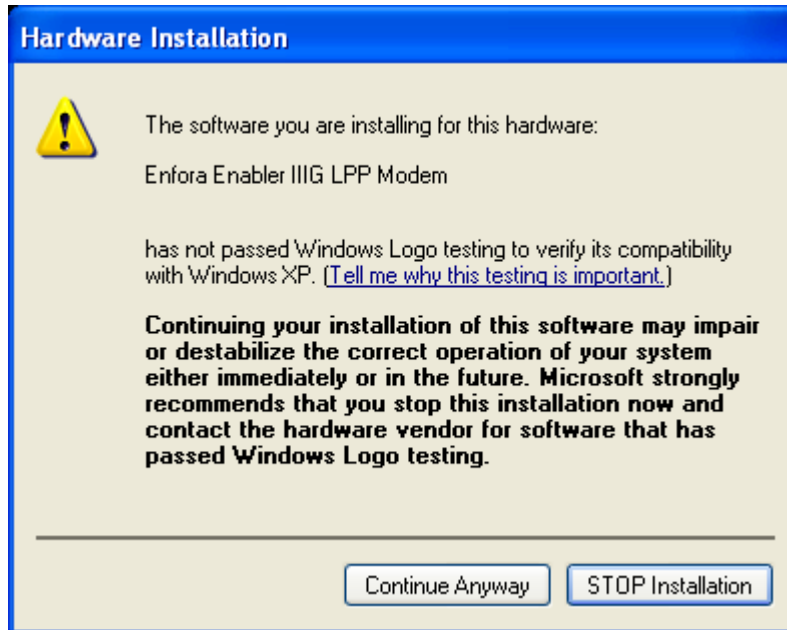 Hardware Installation
The software you are installing for this hardware:
Enfora Enabler IIIG LPP Modem
has not passed Windows Logo testing to verify its compatibility
with Windows XP. (Tell me why this testing is important.)
Continuing your installation of this software may impair
or destabilize the correct operation of your system
either immediately or in the future. Microsoft strongly
recommends that you stop this installation now and
contact the hardware vendor for software that has
passed Windows Logo testing.
Continue Anyway STOP Installation